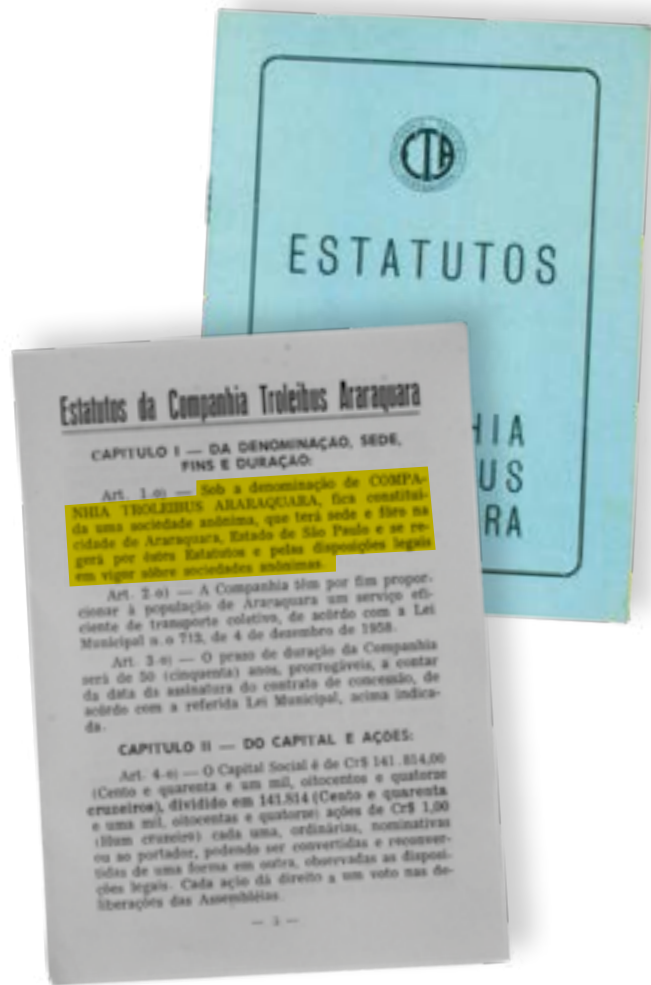 CTA
ESTATUTOS
HIA
US
RA
Estatutos da Companhia Troleibus Araraquara
CAPITULO I — DA DENOMINAÇÃO, SEDE,
FINS E DURAÇÃO:
Art. 1-o) — Sob a denominação de COMPA-
NHIA TROLEIBUS ARARAQUARA, fica constitui-
da uma sociedade anônima, que terá sede e fôro na
cidade de Araraquara, Estado de São Paulo e se re-
gerá por êstes Estatutos e pelas disposições legais
em vigor sôbre sociedades anônimas.
Art. 2-o) — A Companhia têm por fim propor-
cionar à população de Araraquara um serviço efi-
ciente de transporte coletivo, de acôrdo com a Lei
Municipal n.o 712, de 4 de dezembro de 1958.
Art. 3-o) — O prazo de duração da Companhia
será de 50 (cinquenta) anos, prorrogáveis, a contar
da data da assinatura do contrato de concessão, de
acôrdo com a referida Lei Municipal, acima indica-
da.
CAPITULO II — DO CAPITAL E AÇÕES:
Art. 4-o) — O Capital Social é de Cr$ 141.814,00
(Cento e quarenta e um mil, oitocentos e quatorze
cruzeiros), dividido em 141.814 (Cento e quarenta
e uma mil, oitocentas e quatorze) ações de Cr$ 1,00
(Hum cruzeiro) cada uma, ordinárias, nominativas
ou ao portador, podendo ser convertidas e reconver-
tidas de uma forma em outra, observadas as disposi-
ções legais. Cada ação dá direito a um voto nas de-
liberações das Assembléias.